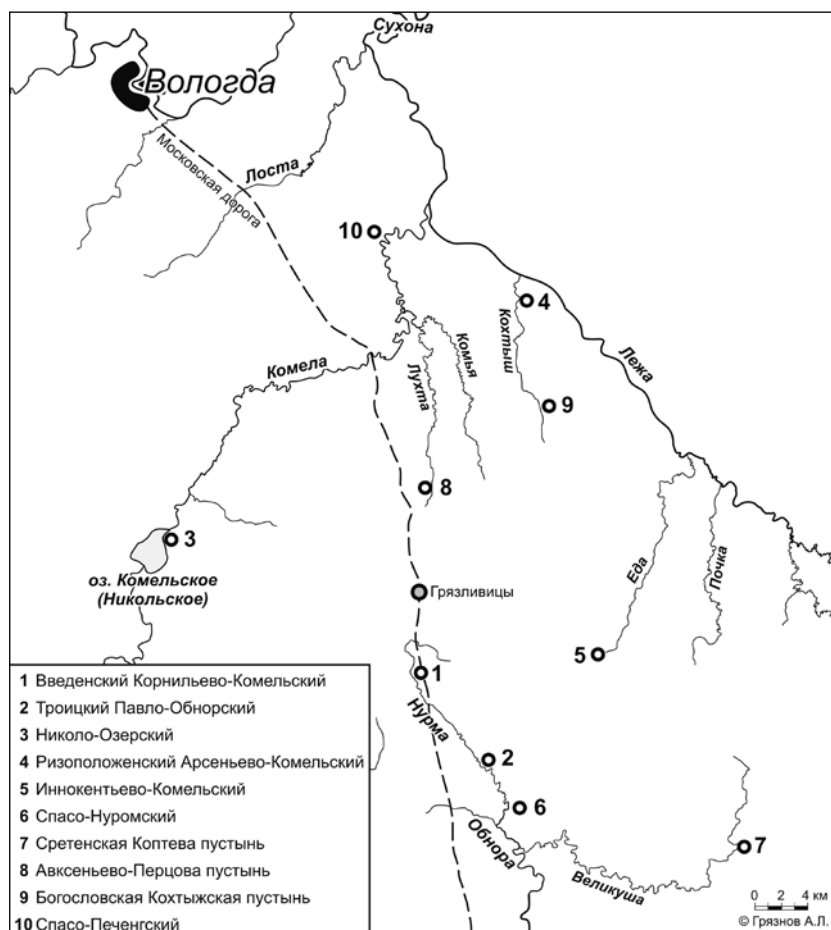 Сухона
Вологда
Московская дорога
Лоста
10
4
Кохтыш
Комья
Лухта
Комела
Лежа
9
8
3
оз. Комельское
(Никольское)
Грязливицы
Еда
Почка
5
1
Нурма
2
6
Обнора
7
Великуша
1 Введенский Корнильево-Комельский
2 Троицкий Павло-Обнорский
3 Николо-Озерский
4 Ризоположенский Арсеньево-Комельский
5 Иннокентьево-Комельский
6 Спасо-Нуромский
7 Сретенская Коптева пустынь
8 Авксеньево-Перцова пустынь
9 Богословская Кохтыжская пустынь
10 Спасо-Печенгский
0 2 4 км
© Грязнов А.Л.